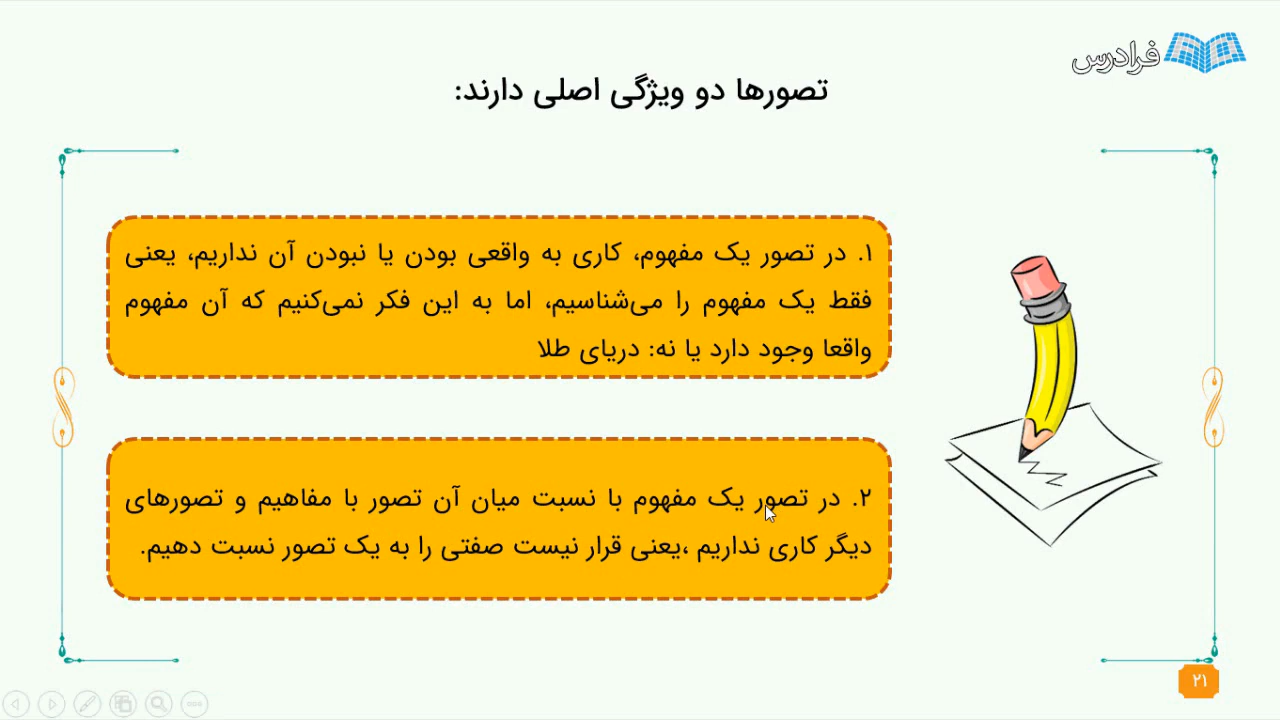 فرادرس
تصورها دو ویژگی اصلی دارند:
۱. در تصور یک مفهوم، کاری به واقعی بودن یا نبودن آن نداریم، یعنی
فقط یک مفهوم را می‌شناسیم، اما به این فکر نمی‌کنیم که آن مفهوم
واقعا وجود دارد یا نه: دریای طلا
۲. در تصور یک مفهوم با نسبت میان آن تصور با مفاهیم و تصورهای
دیگر کاری نداریم ،یعنی قرار نیست صفتی را به یک تصور نسبت دهیم.
۲۱